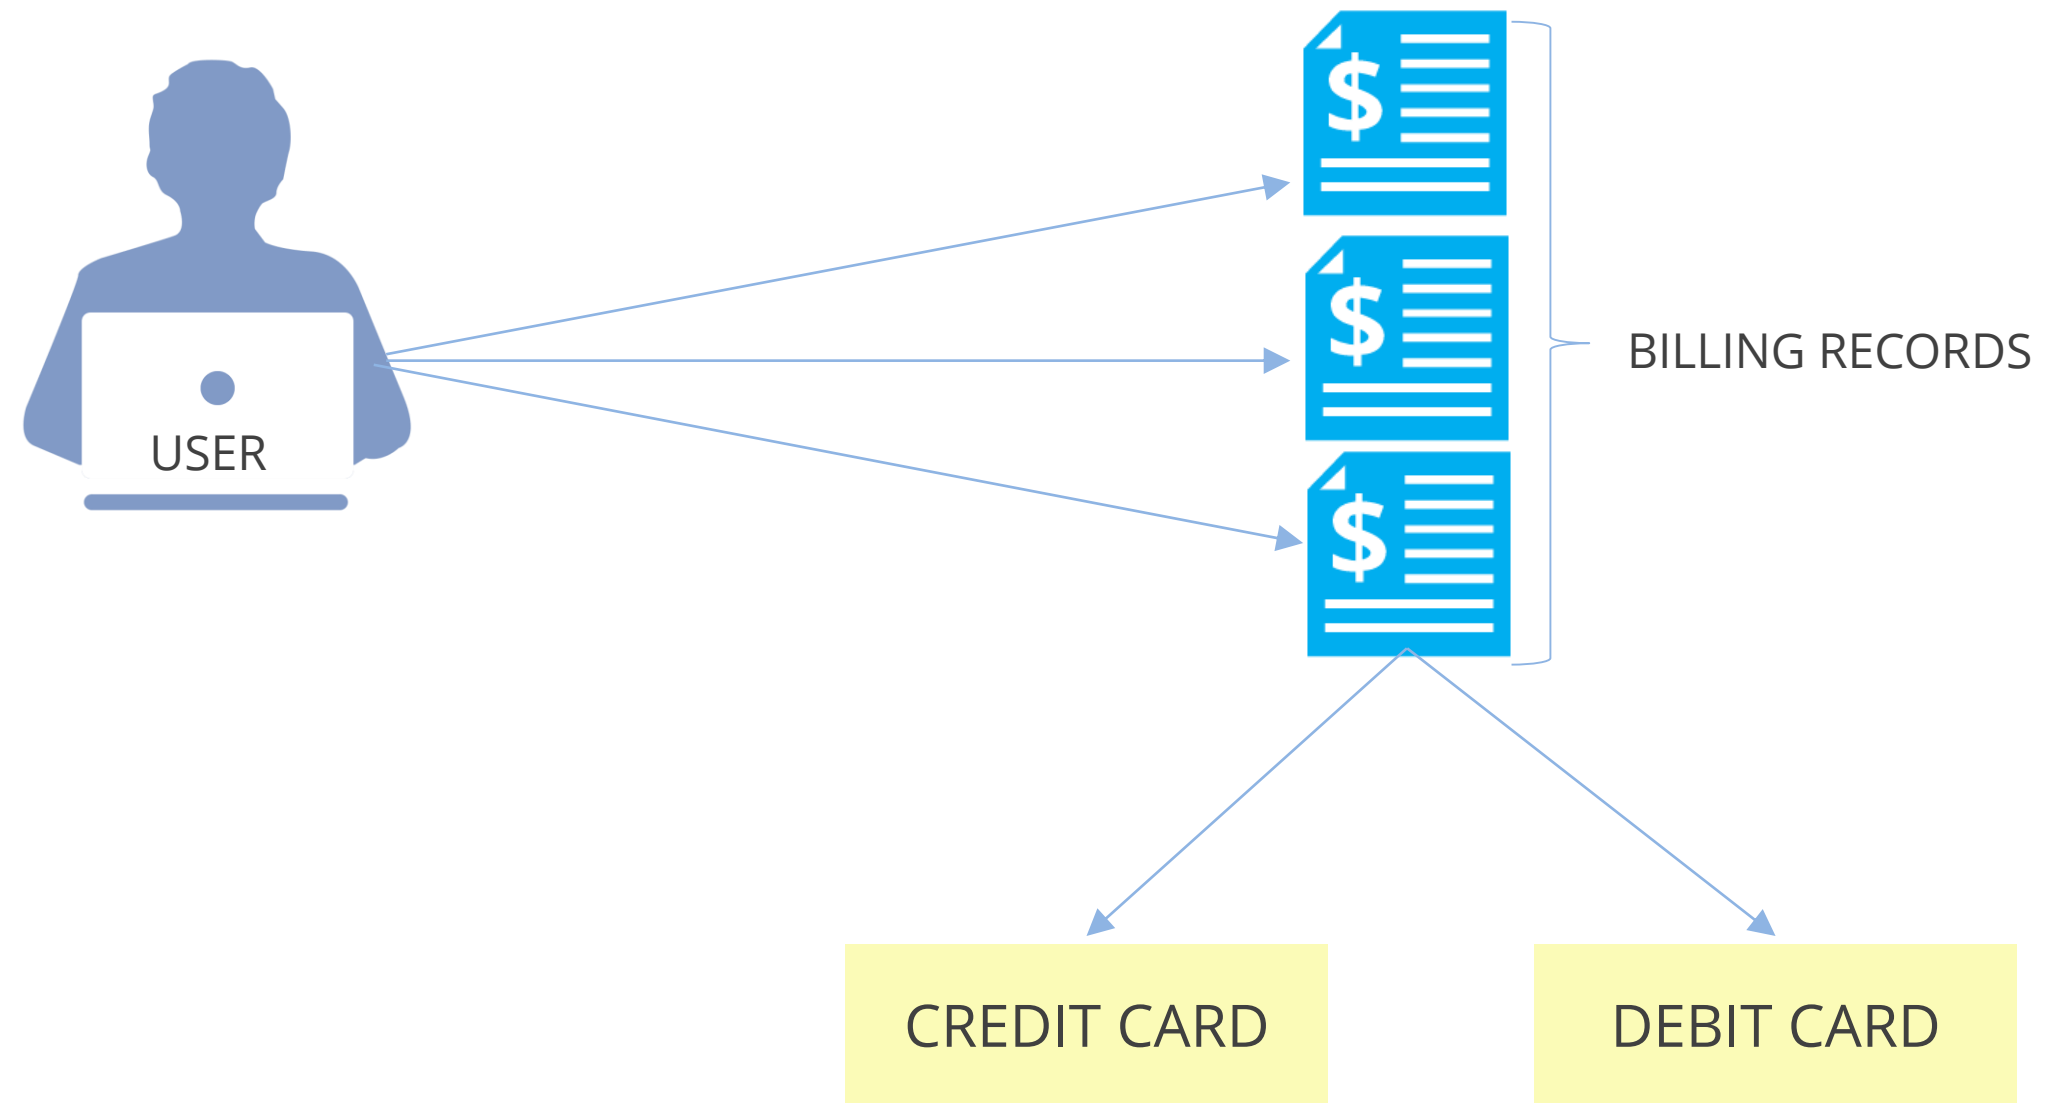 $
$
BILLING RECORDS
USER
$
CREDIT CARD
DEBIT CARD